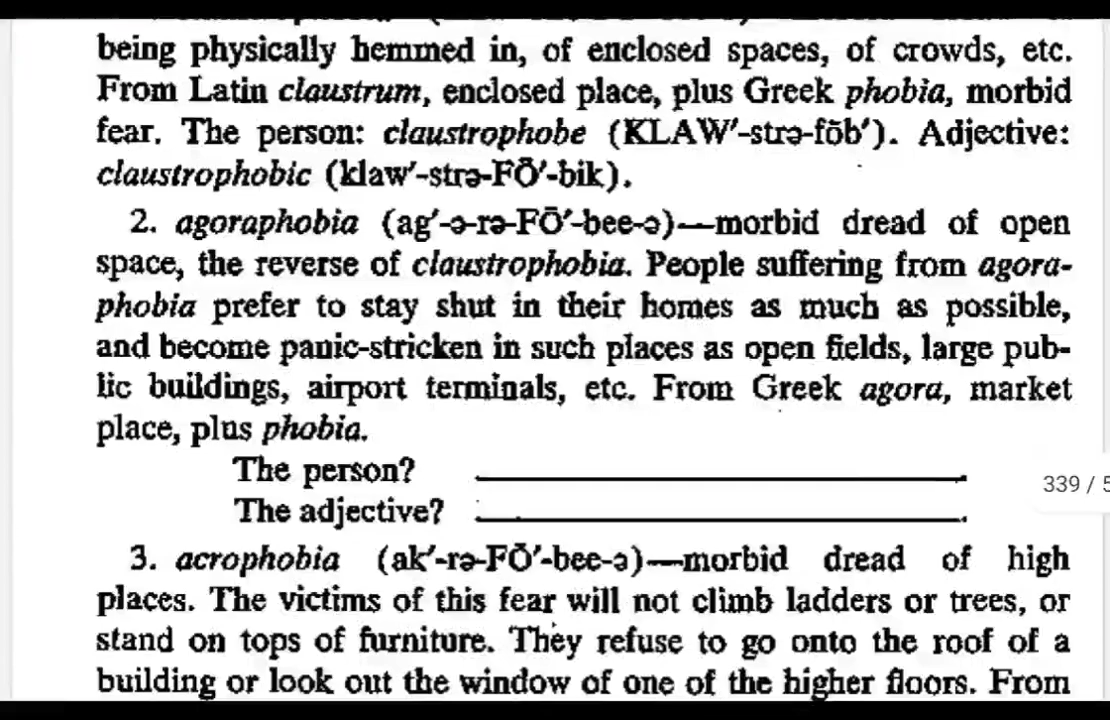 being physically hemmed in, of enclosed spaces, of crowds, etc.
From Latin claustrum, enclosed place, plus Greek phobia, morbid
fear. The person: claustrophobe (KLAW′-strə-fōb′). Adjective:
claustrophobic (klaw′-strə-FŌ′-bik).
2. agoraphobia (ag′-ə-rə-FŌ′-bee-ə)—morbid dread of open
space, the reverse of claustrophobia. People suffering from agora-
phobia prefer to stay shut in their homes as much as possible,
and become panic-stricken in such places as open fields, large pub-
lic buildings, airport terminals, etc. From Greek agora, market
place, plus phobia.
The person?
The adjective?
339 / 5
3. acrophobia (ak′-rə-FŌ′-bee-ə)—morbid dread of high
places. The victims of this fear will not climb ladders or trees, or
stand on tops of furniture. They refuse to go onto the roof of a
building or look out the window of one of the higher floors. From